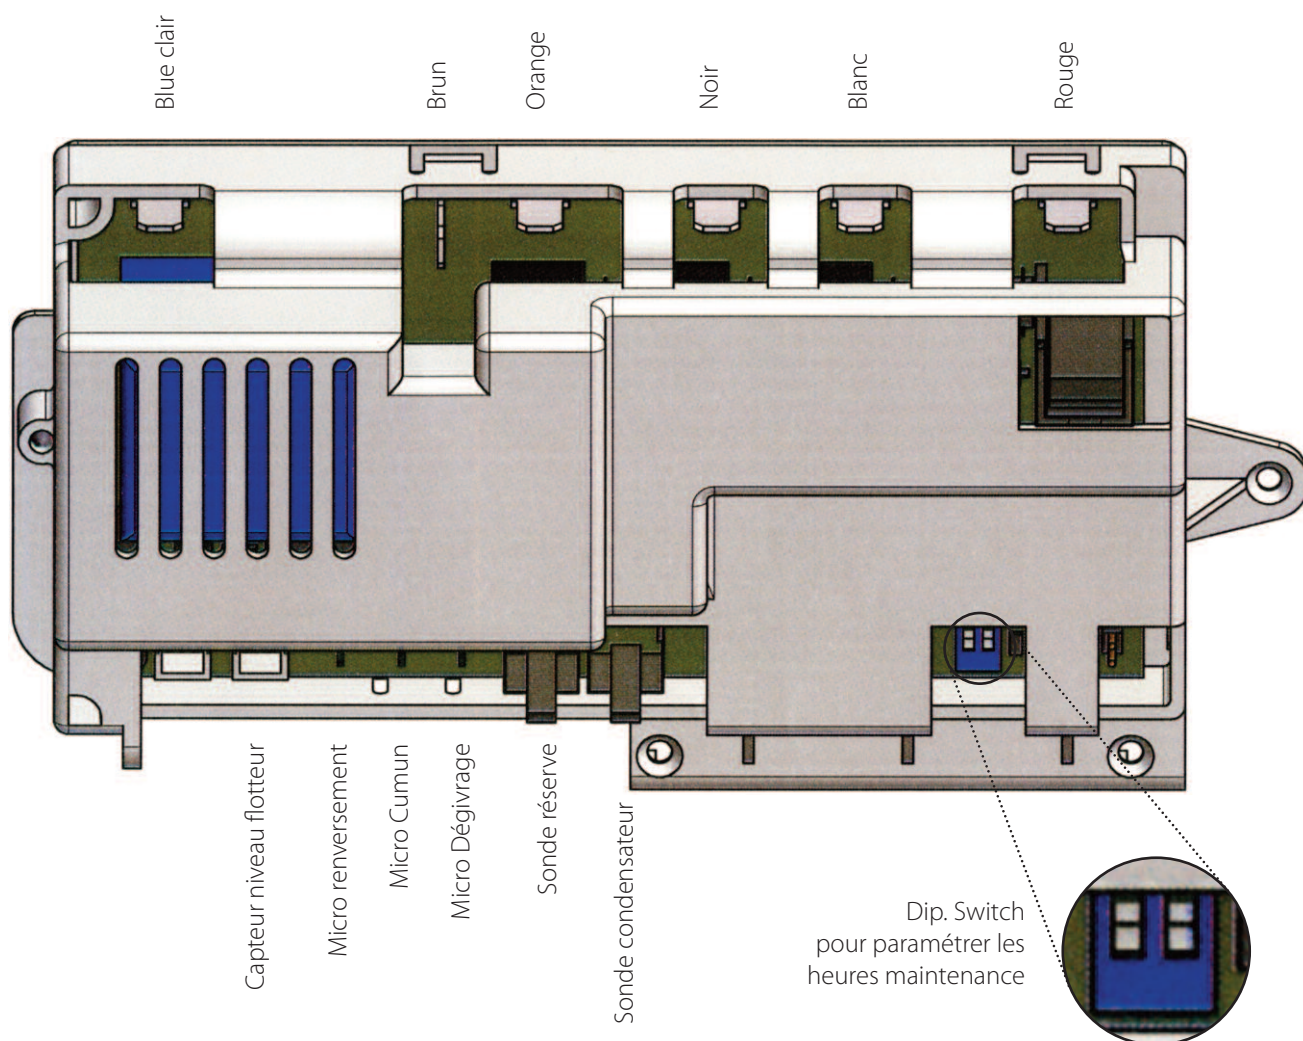 Blue clair
Brun
Orange
Noir
Blanc
Rouge
Capteur niveau flotteur
Micro renversement
Micro Cumun
Micro Dégivrage
Sonde réserve
Sonde condensateur
Dip. Switch
pour paramétrer les
heures maintenance